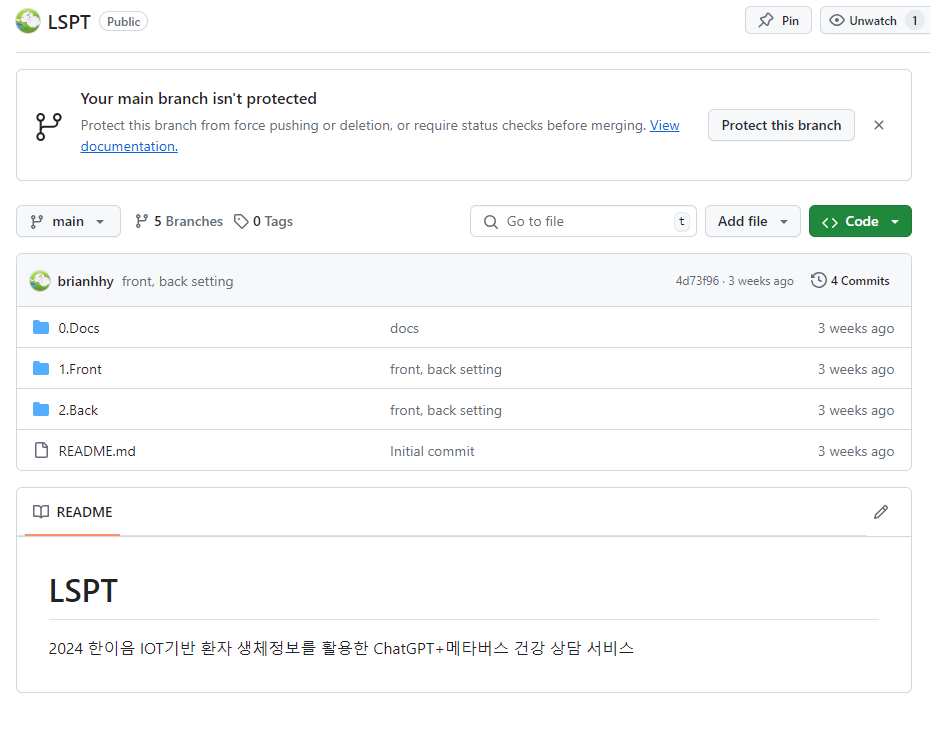 LSPT Public Pin Unwatch 1
Your main branch isn't protected
Protect this branch from force pushing or deletion, or require status checks before merging. View
documentation.
Protect this branch
main 5 Branches 0 Tags Go to file t Add file Code
brianhhy front, back setting 4d73f96 · 3 weeks ago 4 Commits
0.Docs docs 3 weeks ago
1.Front front, back setting 3 weeks ago
2.Back front, back setting 3 weeks ago
README.md Initial commit 3 weeks ago
README
LSPT
2024 한이음 IOT기반 환자 생체정보를 활용한 ChatGPT+메타버스 건강 상담 서비스